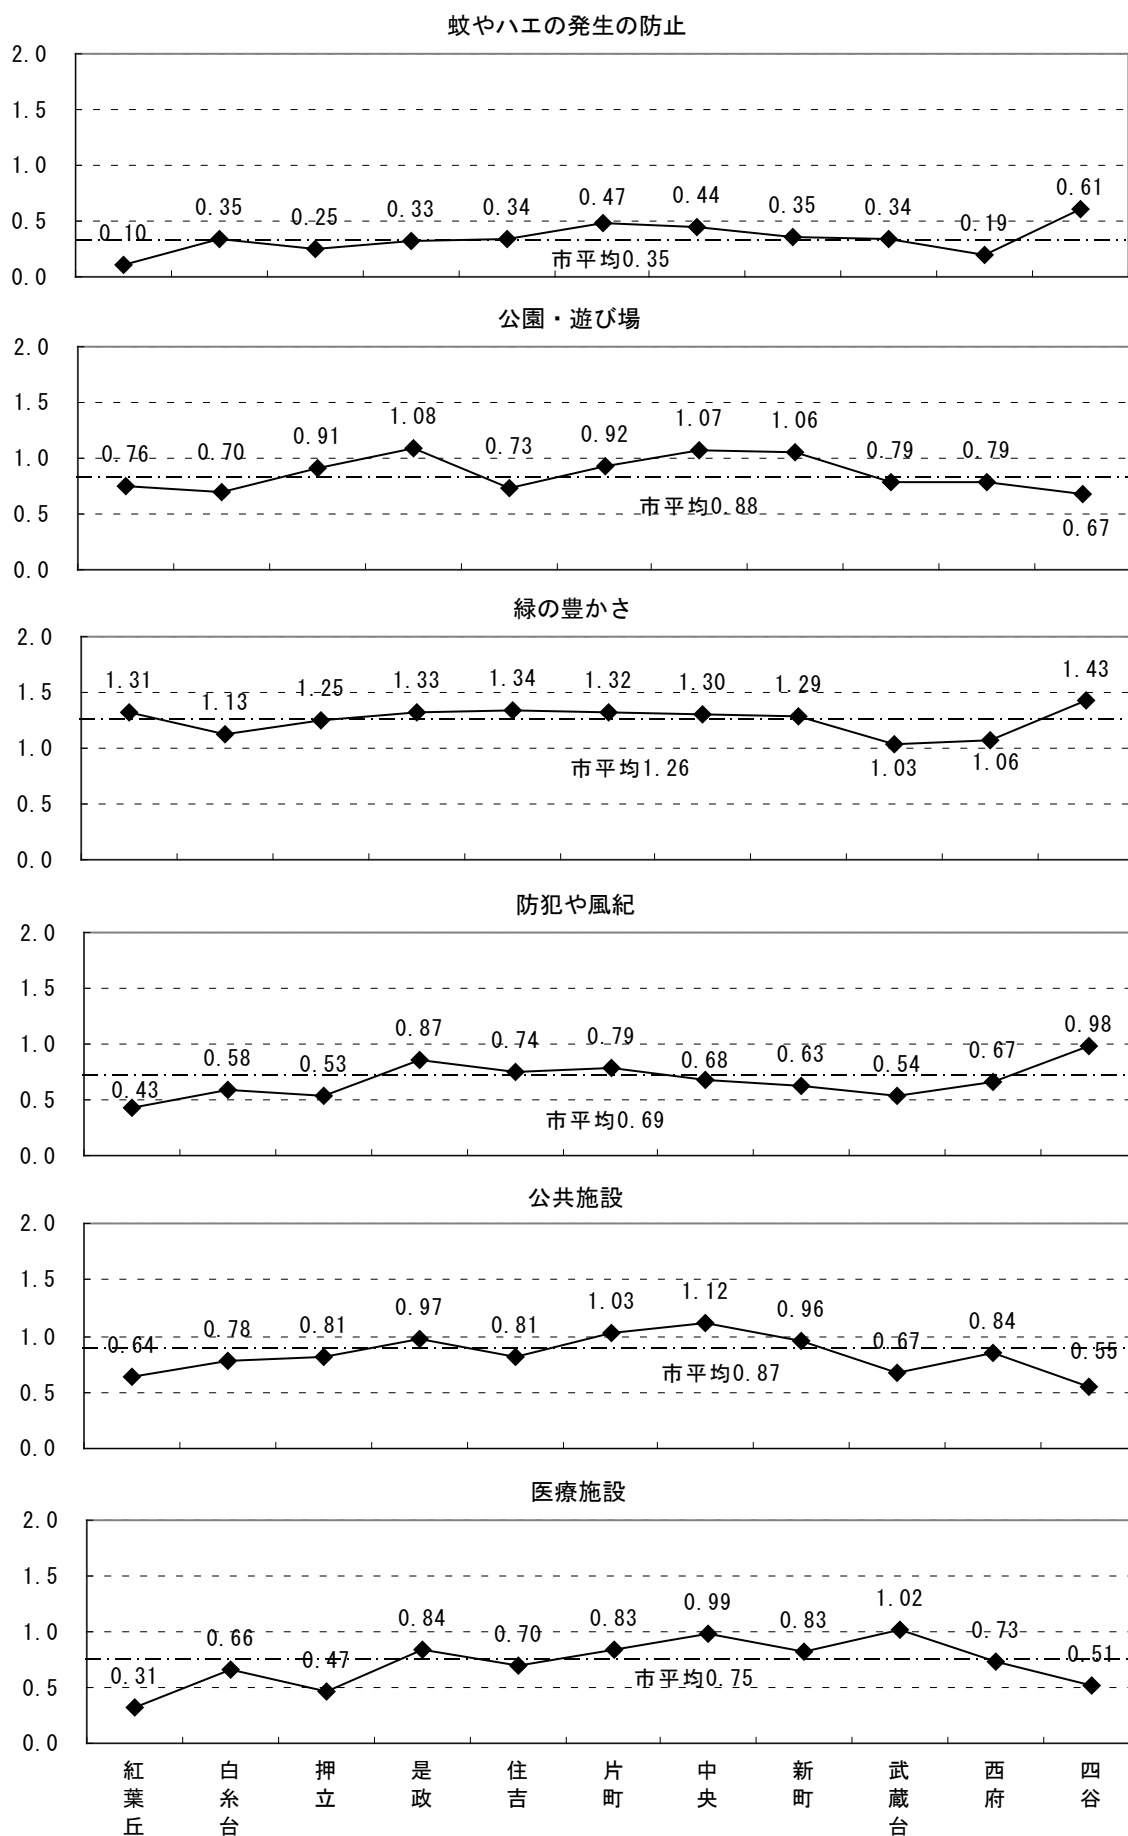 蚊やハエの発生の防止
2.0
1.5
1.0
0.5
0.0
0.10 0.35 0.25 0.33 0.34 0.47 0.44 0.35 0.34 0.19 0.61
市平均0.35
公園・遊び場
2.0
1.5
1.0
0.5
0.0
0.76 0.70 0.91 1.08 0.73 0.92 1.07 1.06 0.79 0.79 0.67
市平均0.88
緑の豊かさ
2.0
1.5
1.0
0.5
0.0
1.31 1.13 1.25 1.33 1.34 1.32 1.30 1.29 1.03 1.06 1.43
市平均1.26
防犯や風紀
2.0
1.5
1.0
0.5
0.0
0.43 0.58 0.53 0.87 0.74 0.79 0.68 0.63 0.54 0.67 0.98
市平均0.69
公共施設
2.0
1.5
1.0
0.5
0.0
0.64 0.78 0.81 0.97 0.81 1.03 1.12 0.96 0.67 0.84 0.55
市平均0.87
医療施設
2.0
1.5
1.0
0.5
0.0
0.31 0.66 0.47 0.84 0.70 0.83 0.99 0.83 1.02 0.73 0.51
市平均0.75
紅葉丘
白糸台
押立
是政
住吉
片町
中央
新町
武蔵台
西府
四谷